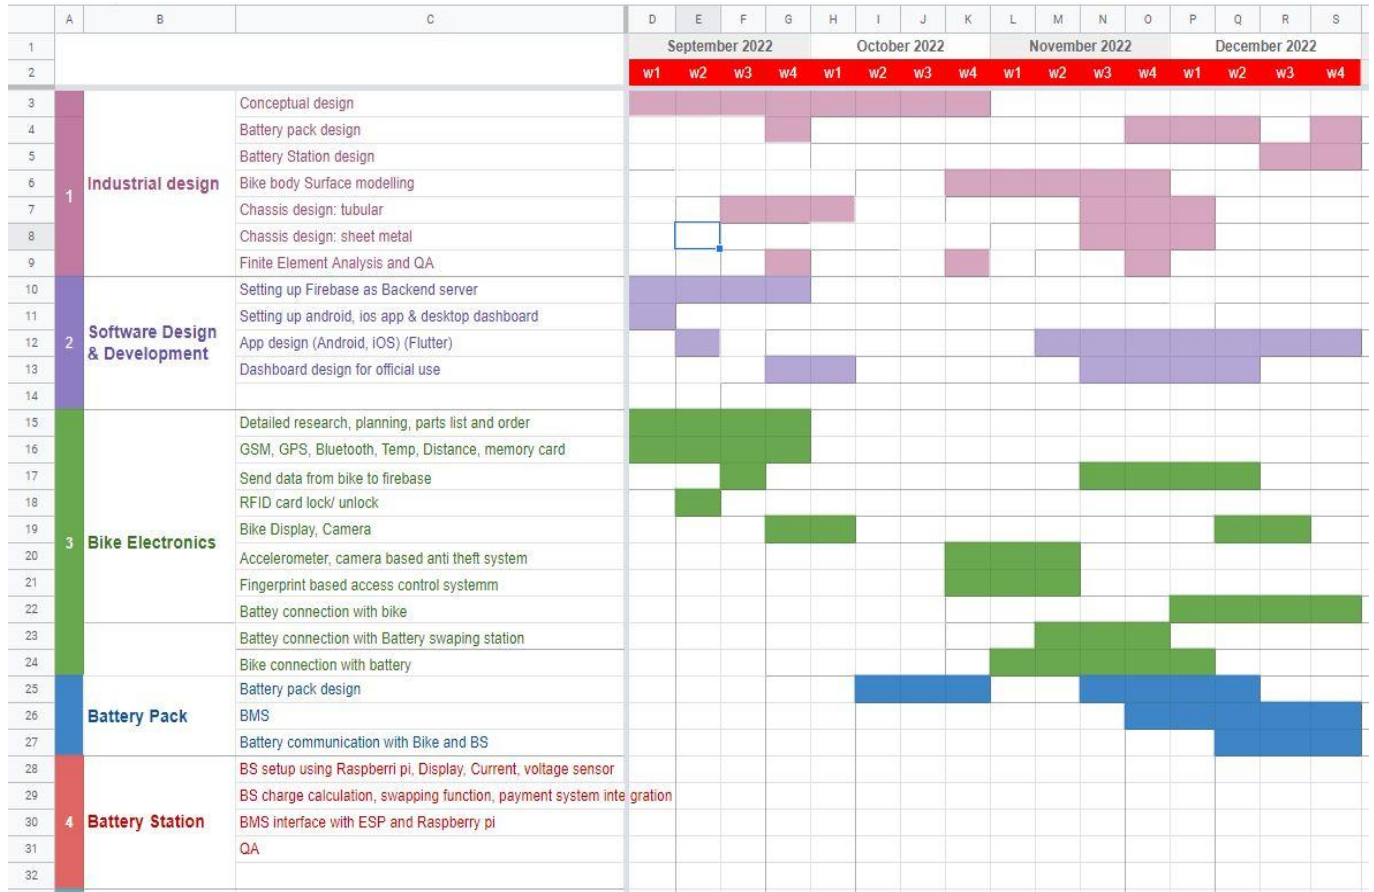 A B C D E F G H I J K L M N O P Q R S
1 September 2022 October 2022 November 2022 December 2022
2 w1 w2 w3 w4 w1 w2 w3 w4 w1 w2 w3 w4 w1 w2 w3 w4
3 Conceptual design
4 Battery pack design
5 Battery Station design
6 1 Industrial design Bike body Surface modelling
7 Chassis design: tubular
8 Chassis design: sheet metal
9 Finite Element Analysis and QA
10 Setting up Firebase as Backend server
11 Setting up android, ios app & desktop dashboard
12 2 Software Design & Development App design (Android, iOS) (Flutter)
13 Dashboard design for official use
14
15 Detailed research, planning, parts list and order
16 GSM, GPS, Bluetooth, Temp, Distance, memory card
17 Send data from bike to firebase
18 RFID card lock/ unlock
19 3 Bike Electronics Bike Display, Camera
20 Accelerometer, camera based anti theft system
21 Fingerprint based access control systemm
22 Battey connection with bike
23 Battey connection with Battery swaping station
24 Bike connection with battery
25 Battery pack design
26 Battery Pack BMS
27 Battery communication with Bike and BS
28 BS setup using Raspberri pi, Display, Current, voltage sensor
29 BS charge calculation, swapping function, payment system integration
30 4 Battery Station BMS interface with ESP and Raspberry pi
31 QA
32